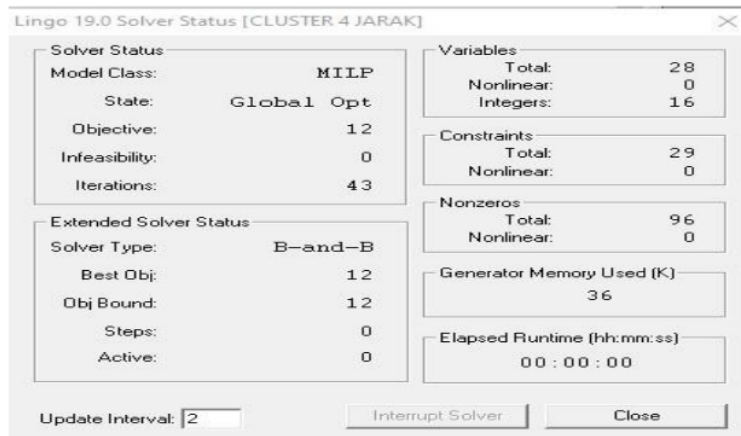 Lingo 19.0 Solver Status [CLUSTER 4 JARAK]
Solver Status
Model Class: MILP
State: Global Opt
Objective: 12
Infeasibility: 0
Iterations: 43
Extended Solver Status
Solver Type: B-and-B
Best Obj: 12
Obj Bound: 12
Steps: 0
Active: 0
Variables
Total: 28
Nonlinear: 0
Integers: 16
Constraints
Total: 29
Nonlinear: 0
Nonzeros
Total: 96
Nonlinear: 0
Generator Memory Used (K)
36
Elapsed Runtime (hh:mm:ss)
00:00:00
Update Interval: 2
Interrupt Solver
Close